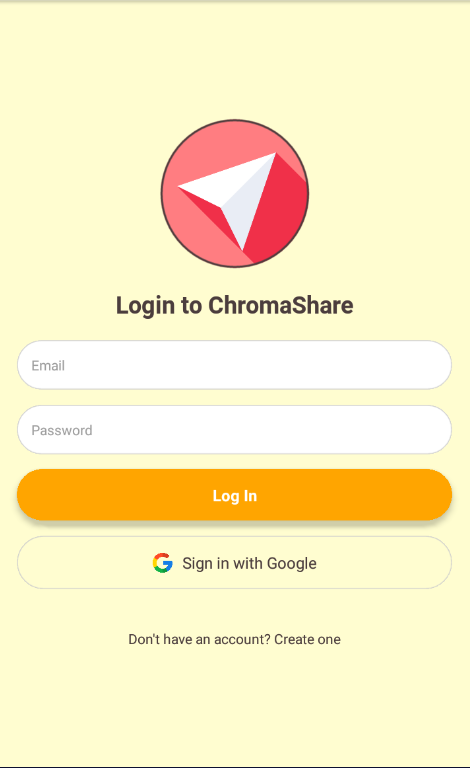 Login to ChromaShare
Email
Password
Log In
Sign in with Google
Don't have an account? Create one